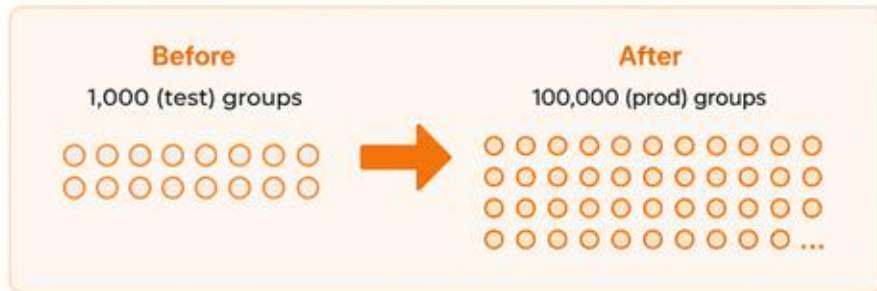 Before
1,000 (test) groups
After
100,000 (prod) groups
...